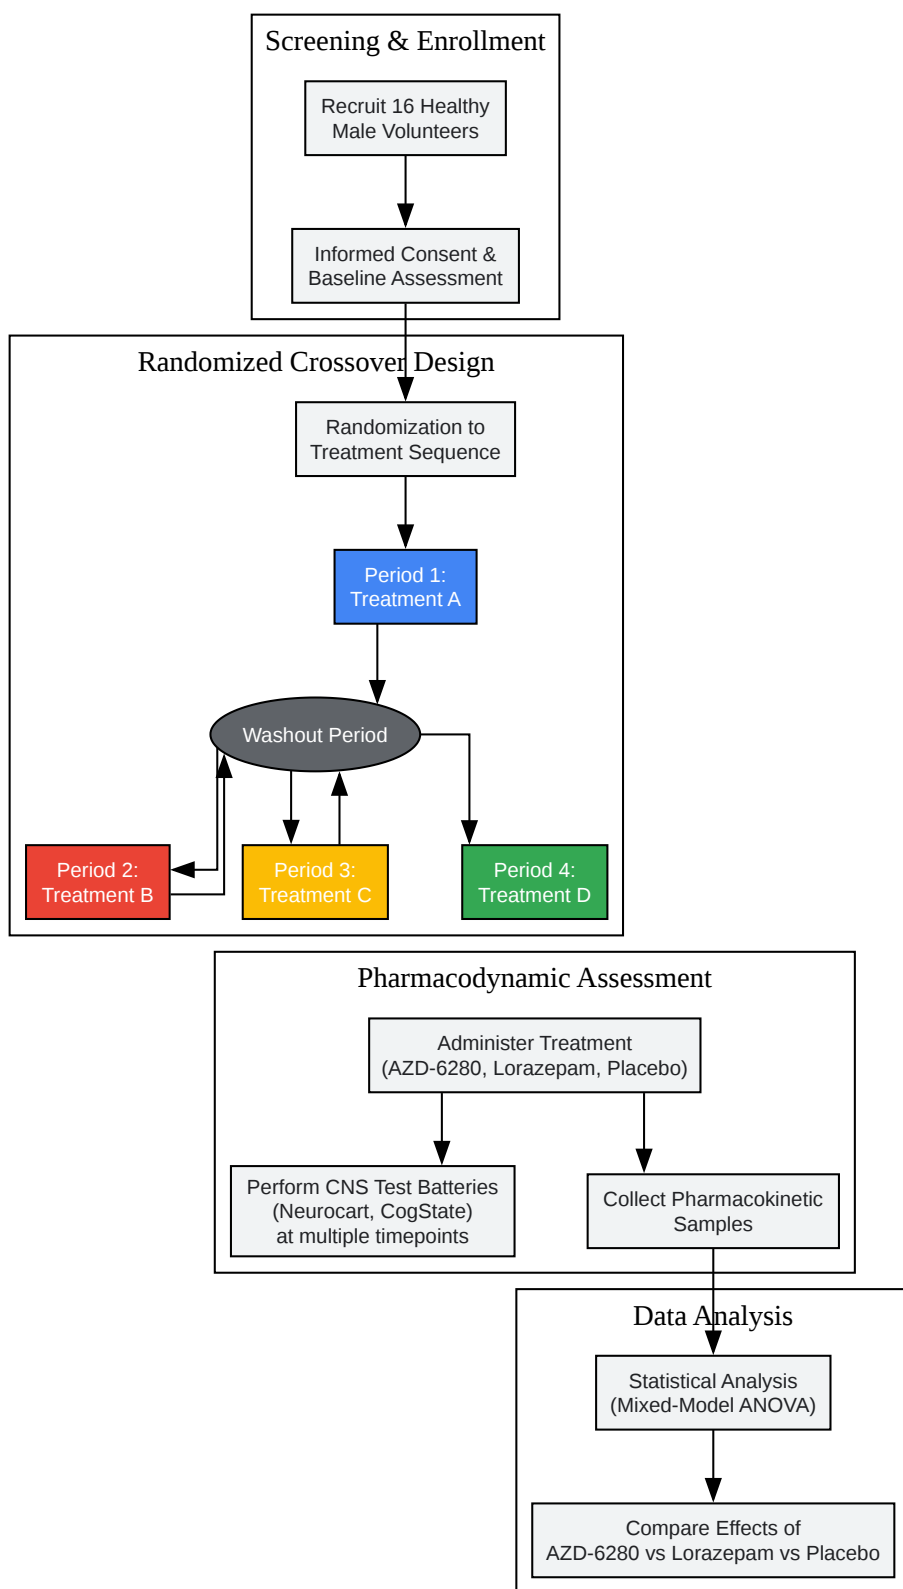 Screening & Enrollment
Recruit 16 Healthy
Male Volunteers
Informed Consent &
Baseline Assessment
Randomized Crossover Design
Randomization to
Treatment Sequence
Period 1:
Treatment A
Washout Period
Period 2:
Treatment B
Period 3:
Treatment C
Period 4:
Treatment D
Pharmacodynamic Assessment
Administer Treatment
(AZD-6280, Lorazepam, Placebo)
Perform CNS Test Batteries
(Neurocart, CogState)
at multiple timepoints
Collect Pharmacokinetic
Samples
Data Analysis
Statistical Analysis
(Mixed-Model ANOVA)
Compare Effects of
AZD-6280 vs Lorazepam vs Placebo